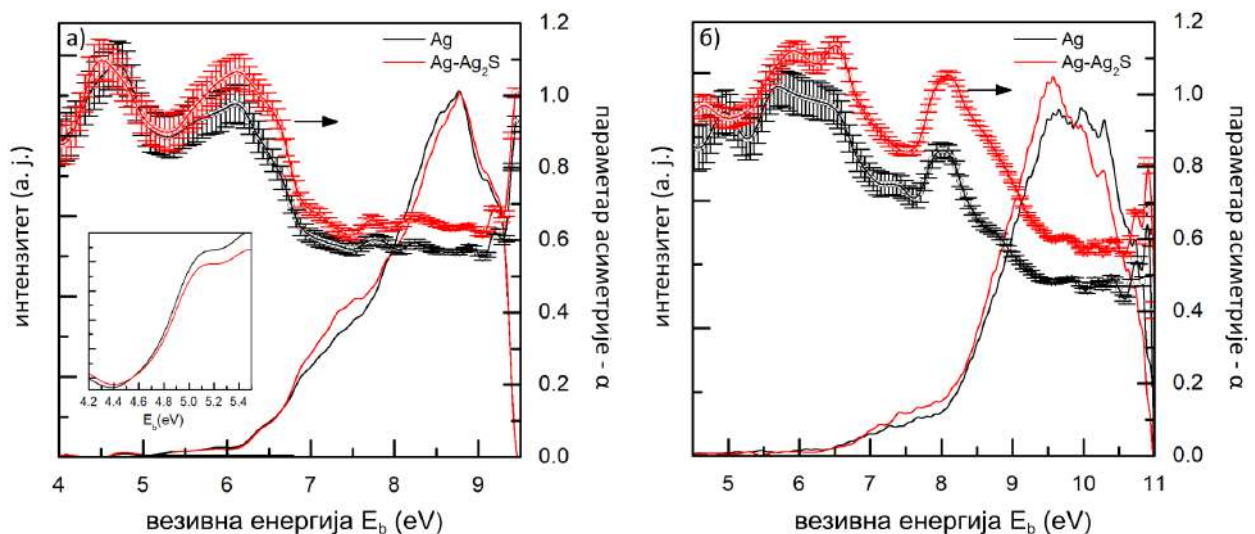 а)
Ag
Ag-Ag₂S
интензитет (а. ј.)
параметар асиметрије - α
1.2
1.0
0.8
0.6
0.4
0.2
0.0
4.2 4.4 4.6 4.8 5.0 5.2 5.4
E_b(eV)
4 5 6 7 8 9
везивна енергија E_b (eV)
б)
Ag
Ag-Ag₂S
интензитет (а. ј.)
параметар асиметрије - α
1.2
1.0
0.8
0.6
0.4
0.2
0.0
5 6 7 8 9 10 11
везивна енергија E_b (eV)